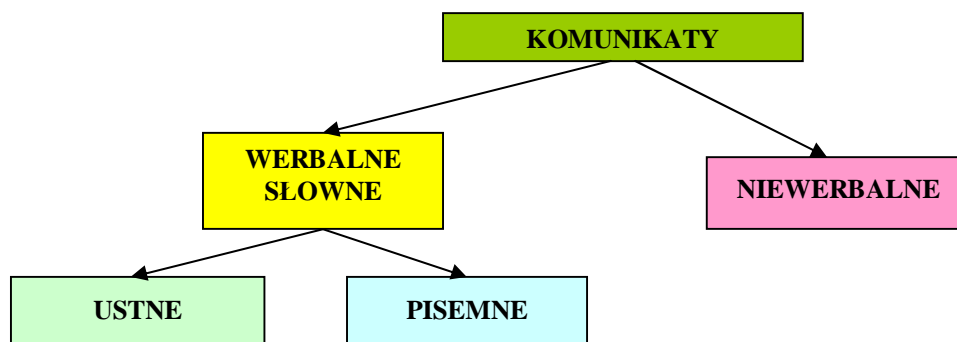 KOMUNIKATY
WERBALNE
SŁOWNE
NIEWERBALNE
USTNE
PISEMNE